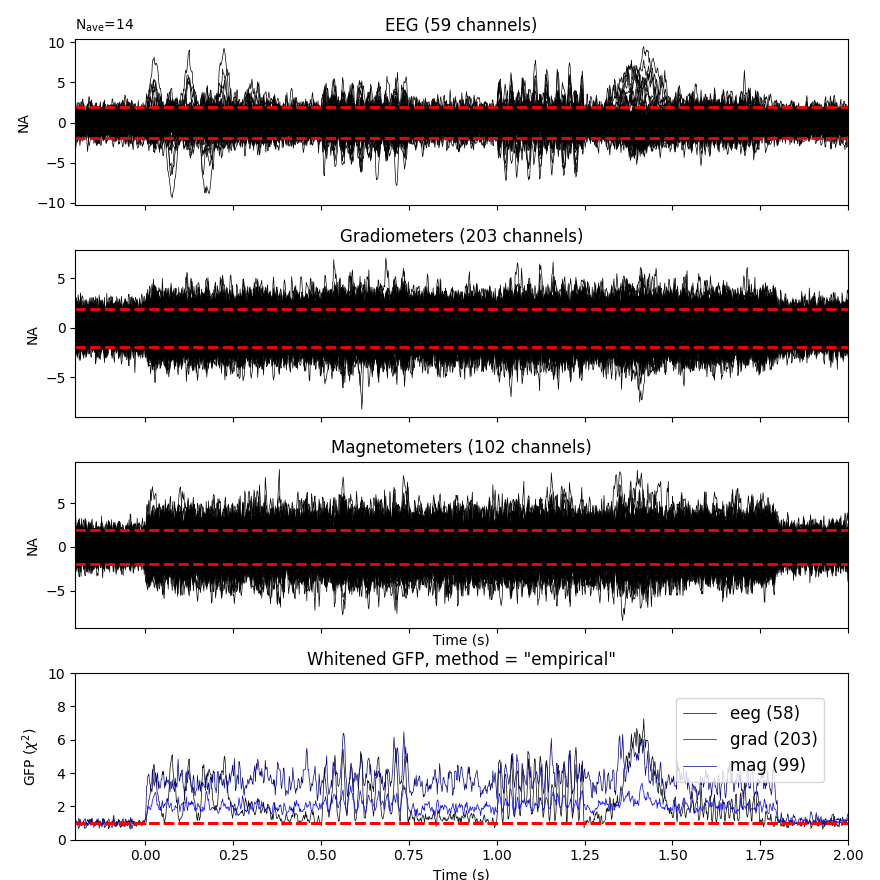 N_ave=14
EEG (59 channels)
10
5
0
−5
−10
NA
Gradiometers (203 channels)
5
0
−5
NA
Magnetometers (102 channels)
5
0
−5
NA
Time (s)
Whitened GFP, method = "empirical"
10
8
6
4
2
0
GFP (χ²)
eeg (58)
grad (203)
mag (99)
0.00 0.25 0.50 0.75 1.00 1.25 1.50 1.75 2.00
Time (s)